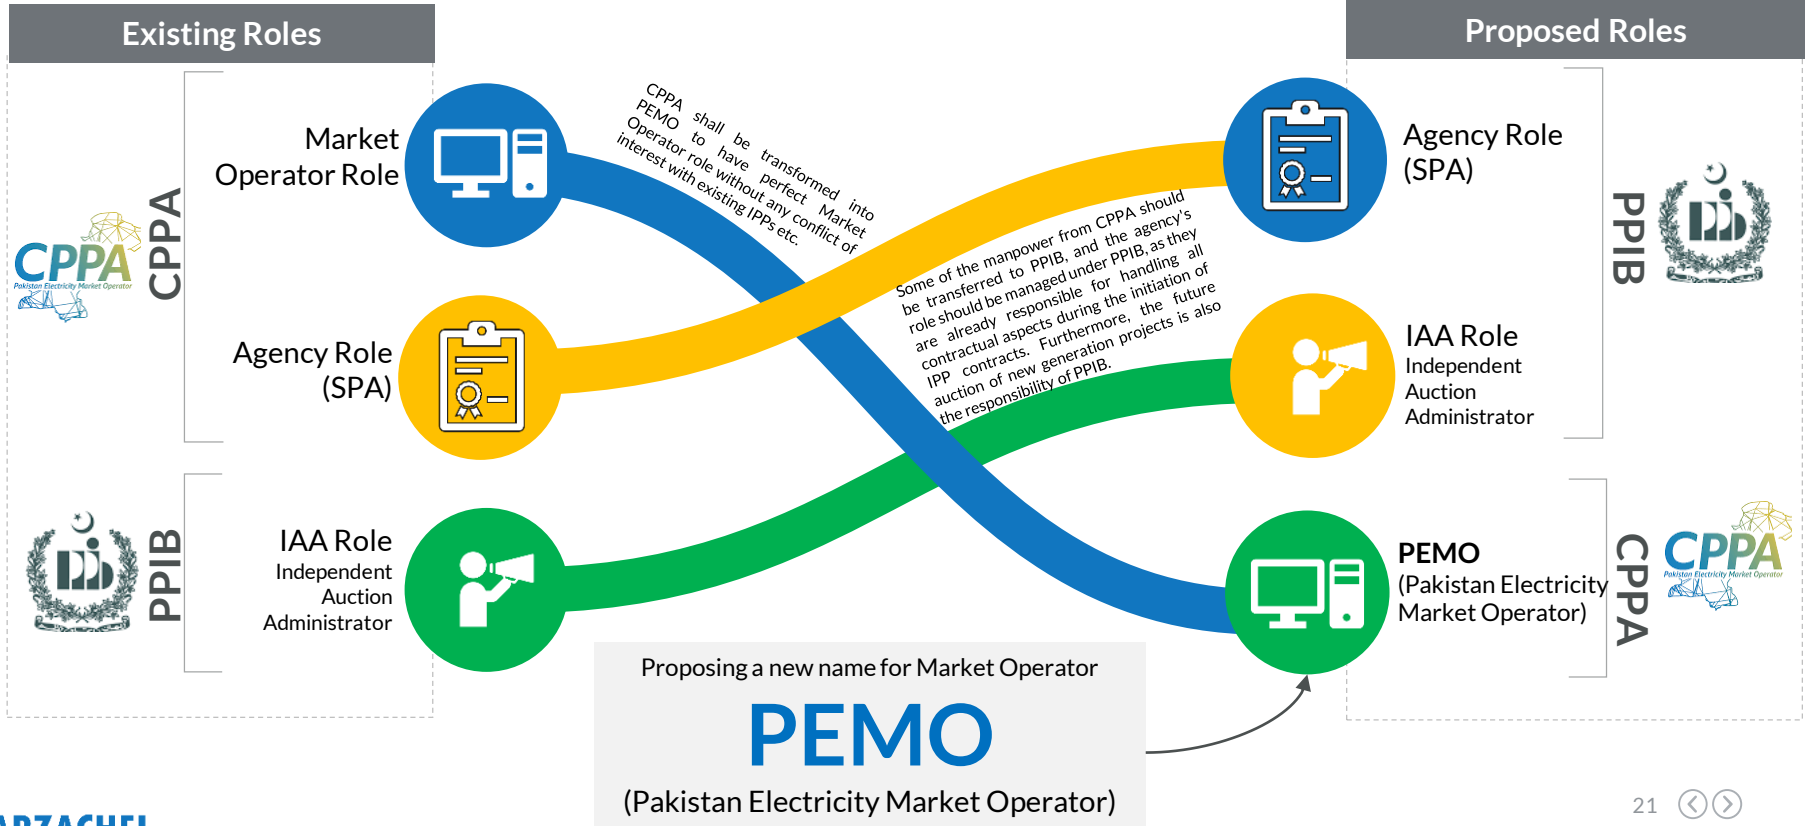 Existing Roles
Proposed Roles
CPPA
Pakistan Electricity Market Operator
CPPA
Market
Operator Role
Agency Role
(SPA)
PPIB
IAA Role
Independent
Auction
Administrator
CPPA shall be transformed into
PEMO to have perfect Market
Operator role without any conflict of
interest with existing IPPs etc.
Some of the manpower from CPPA should
be transferred to PPIB, and the agency's
role should be managed under PPIB, as they
are already responsible for handling all
contractual aspects during the initiation of
IPP contracts. Furthermore, the future
auction of new generation projects is also
the responsibility of PPIB.
Agency Role
(SPA)
IAA Role
Independent
Auction
Administrator
PPIB
PEMO
(Pakistan Electricity
Market Operator)
CPPA
CPPA
Pakistan Electricity Market Operator
Proposing a new name for Market Operator
PEMO
(Pakistan Electricity Market Operator)
21